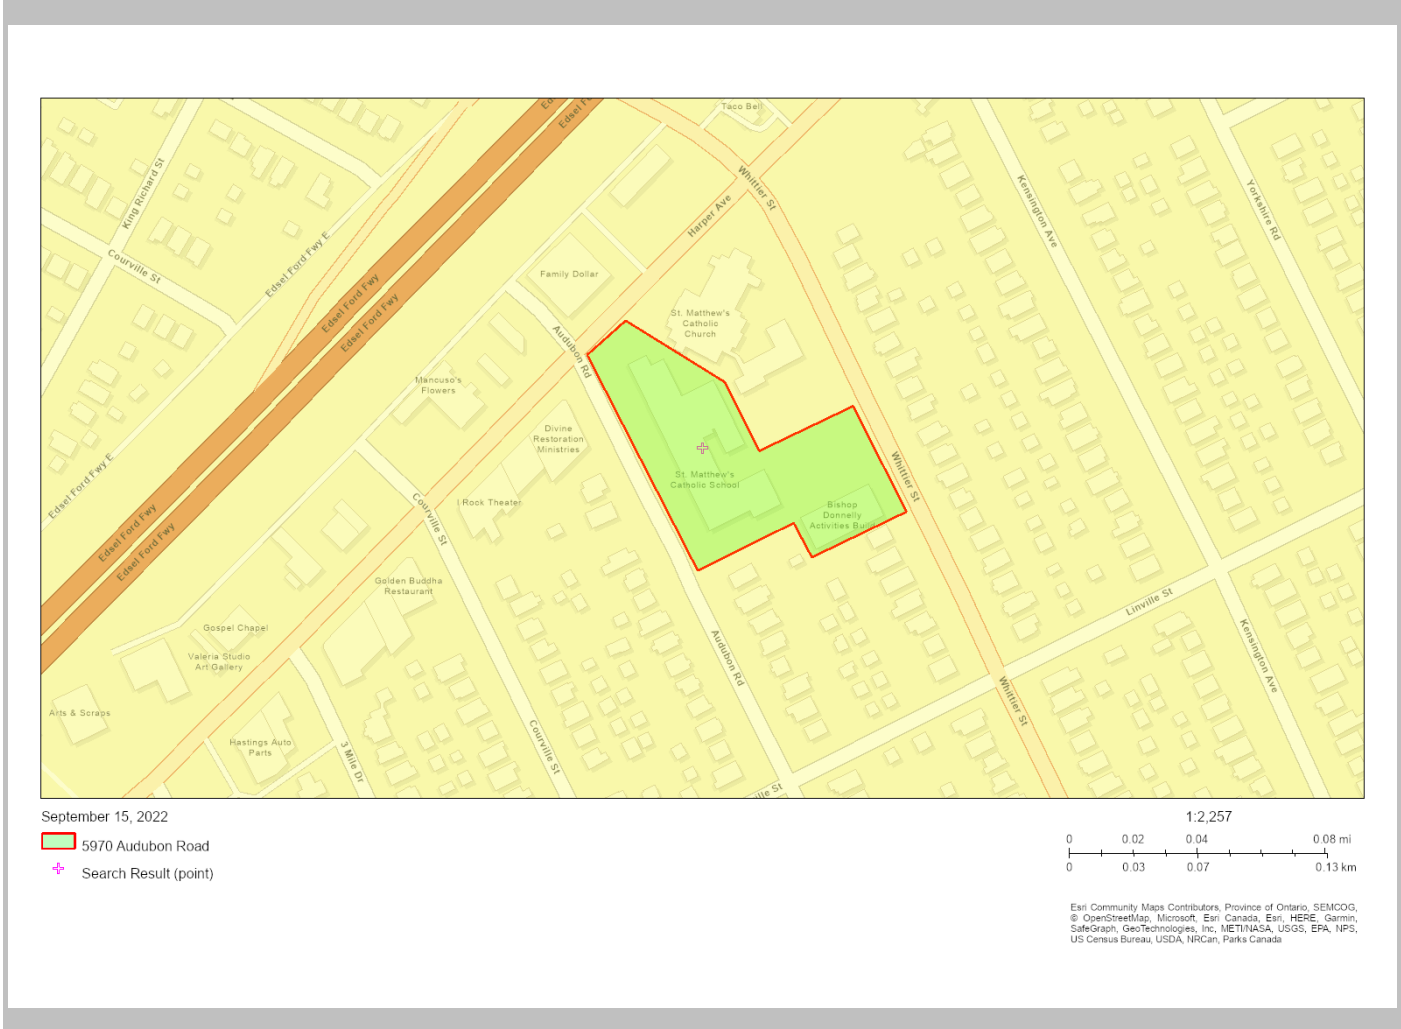 Taco Bell
Edsel F
Whittier St
King Richard St
Harper Ave
Kensington Ave
Yorkshire Rd
Courville St
Edsel Ford Fwy E
Family Dollar
Edsel Ford Fwy
Edsel Ford Fwy
St. Matthew's
Catholic
Church
Audubon Rd
Mancuso's
Flowers
Divine
Restoration
Ministries
Edsel Ford Fwy E
St. Matthew's
Catholic School
Whittier St
I Rock Theater
Courville St
Bishop
Donnelly
Activities Build
Edsel Ford Fwy
Edsel Ford Fwy
Golden Buddha
Restaurant
Linville St
Gospel Chapel
Valeria Studio
Art Gallery
Audubon Rd
Kensington Ave
Arts & Scraps
Whittier St
Hastings Auto
Parts
3 Mile Dr
Courville St
ville St
September 15, 2022
5970 Audubon Road
Search Result (point)
1:2,257
0 0.02 0.04 0.08 mi
0 0.03 0.07 0.13 km
Esri Community Maps Contributors, Province of Ontario, SEMCOG,
© OpenStreetMap, Microsoft, Esri Canada, Esri, HERE, Garmin,
SafeGraph, GeoTechnologies, Inc, METI/NASA, USGS, EPA, NPS,
US Census Bureau, USDA, NRCan, Parks Canada